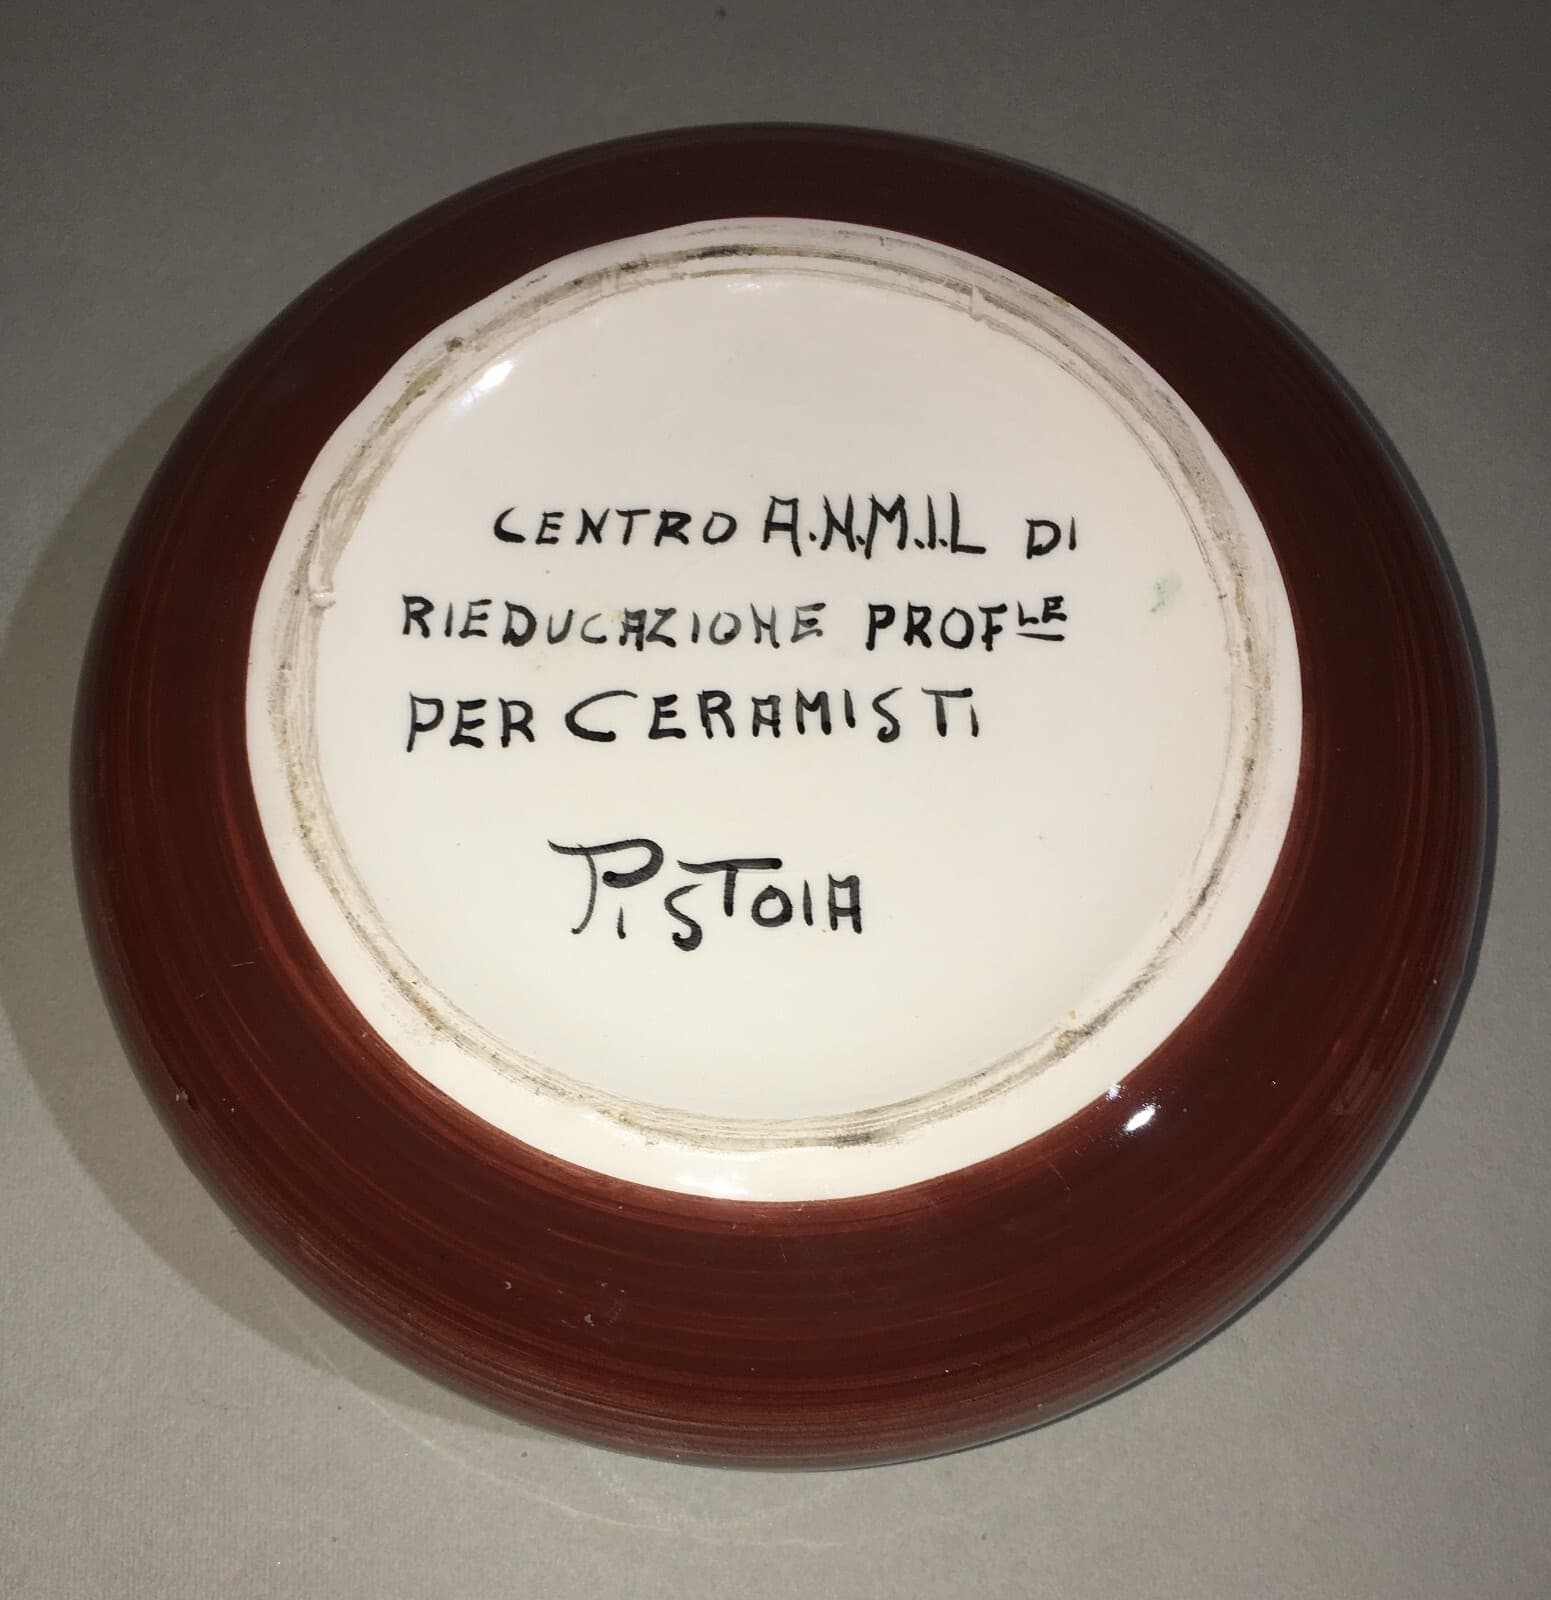 CENTRO A.N.M.I.L DI
RIEDUCAZIONE PROFLE
PER CERAMISTI
PISTOIA